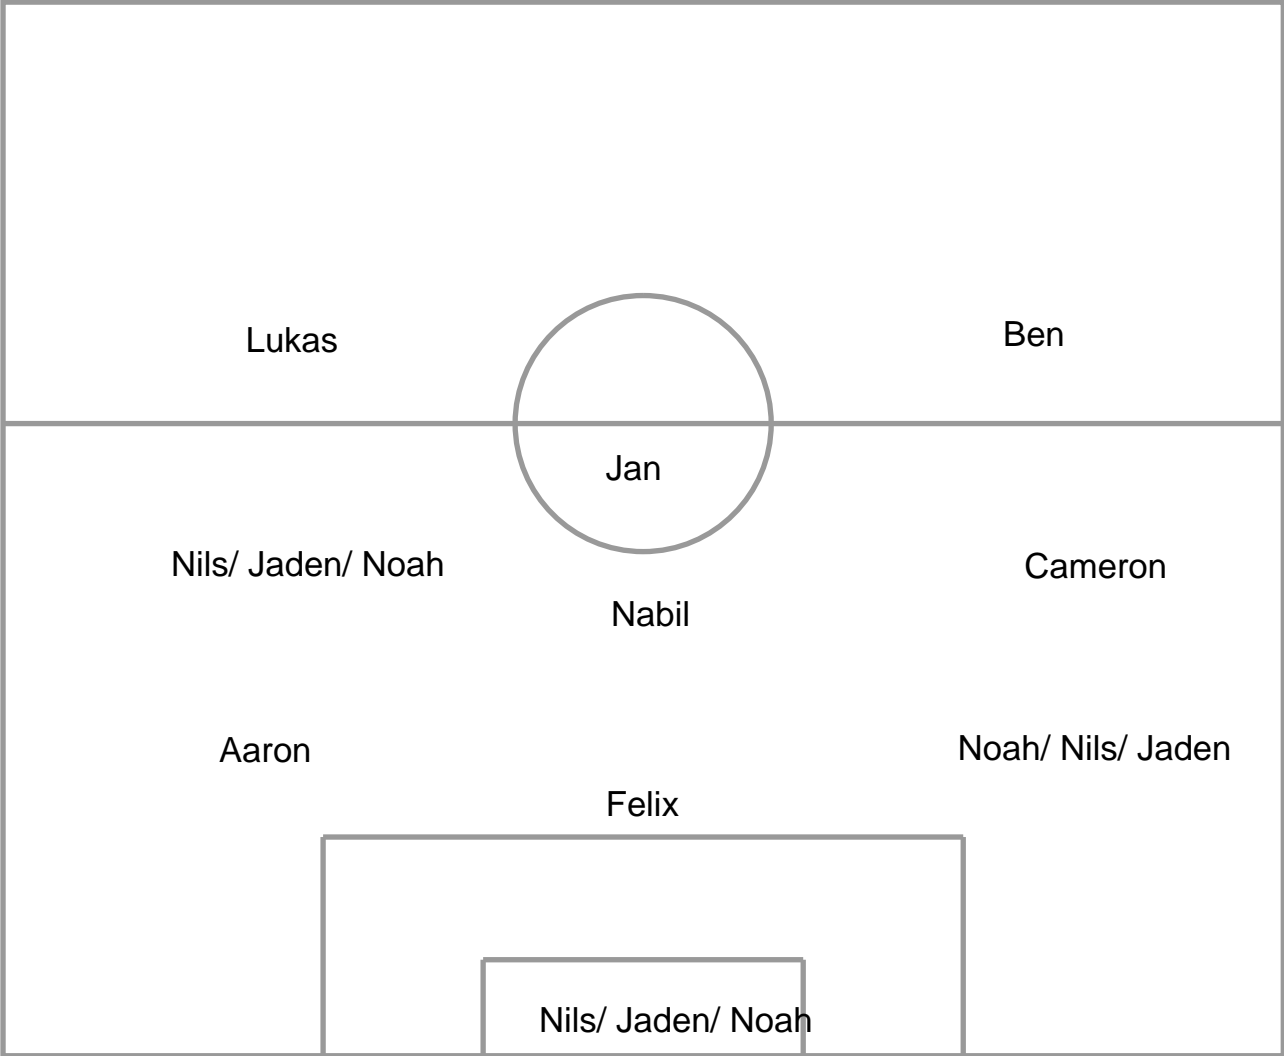 Lukas
Ben
Jan
Nils/ Jaden/ Noah
Cameron
Nabil
Aaron
Noah/ Nils/ Jaden
Felix
Nils/ Jaden/ Noah